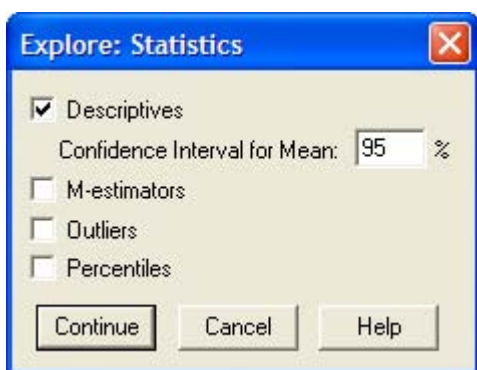 Explore: Statistics
Descriptives
Confidence Interval for Mean: 95 %
M-estimators
Outliers
Percentiles
Continue Cancel Help